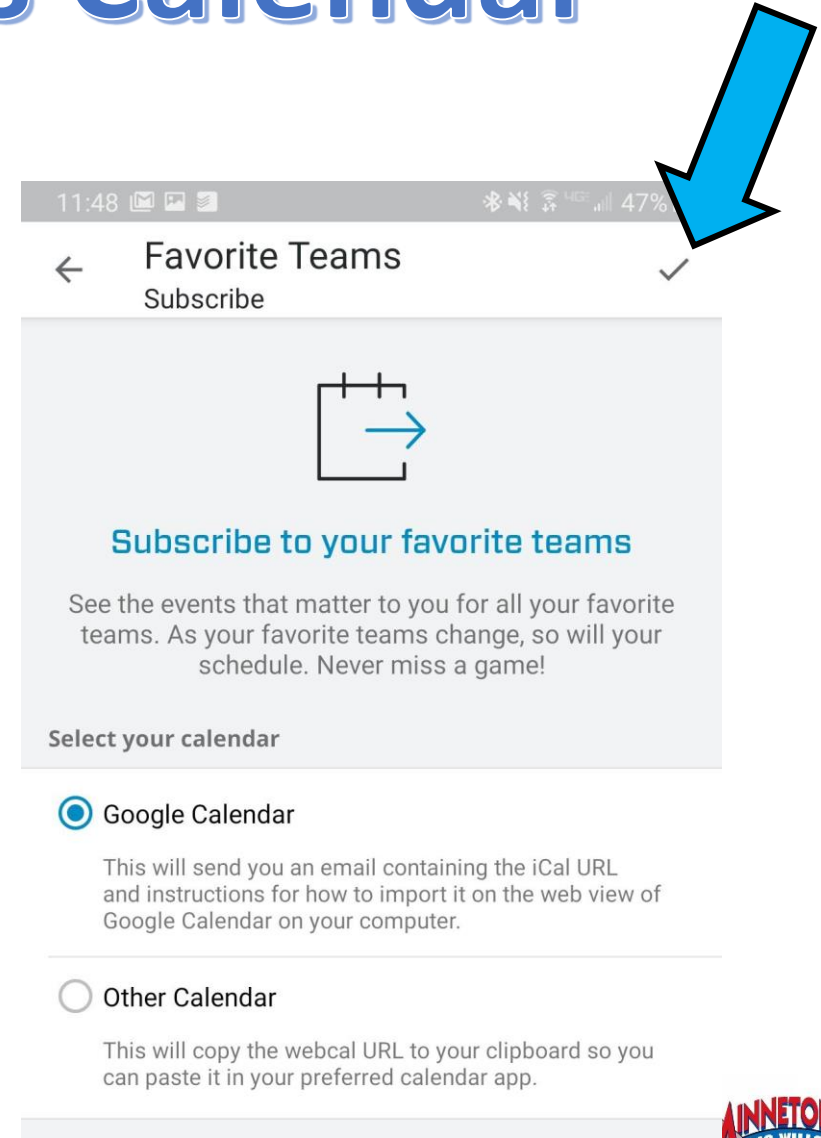 Calendar
11:48 4G 47%
Favorite Teams
Subscribe
Subscribe to your favorite teams
See the events that matter to you for all your favorite
teams. As your favorite teams change, so will your
schedule. Never miss a game!
Select your calendar
Google Calendar
This will send you an email containing the iCal URL
and instructions for how to import it on the web view of
Google Calendar on your computer.
Other Calendar
This will copy the webcal URL to your clipboard so you
can paste it in your preferred calendar app.